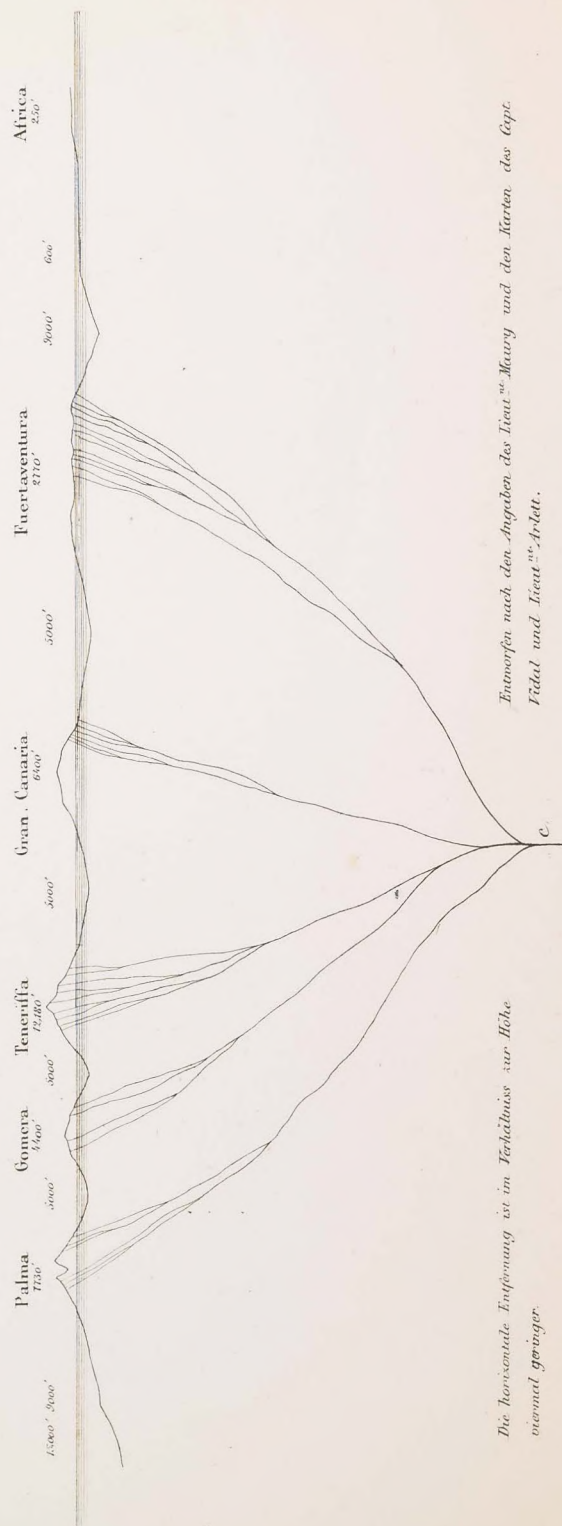 Palma Gomera Teneriffa Gran. Canaria Fuertaventura Africa
15000' 9000' 7730' 5000' 4400' 5000' 12,180' 5000' 6400' 5000' 2770' 9000' 600' 250'
c
Die horizontale Entfernung ist im Verhältniss zur Höhe
viermal geringer.
Entworfen nach den Angaben des Lieut.nt Maury und den Karten des Capt.
Vidal und Lieut.nt Arlett.